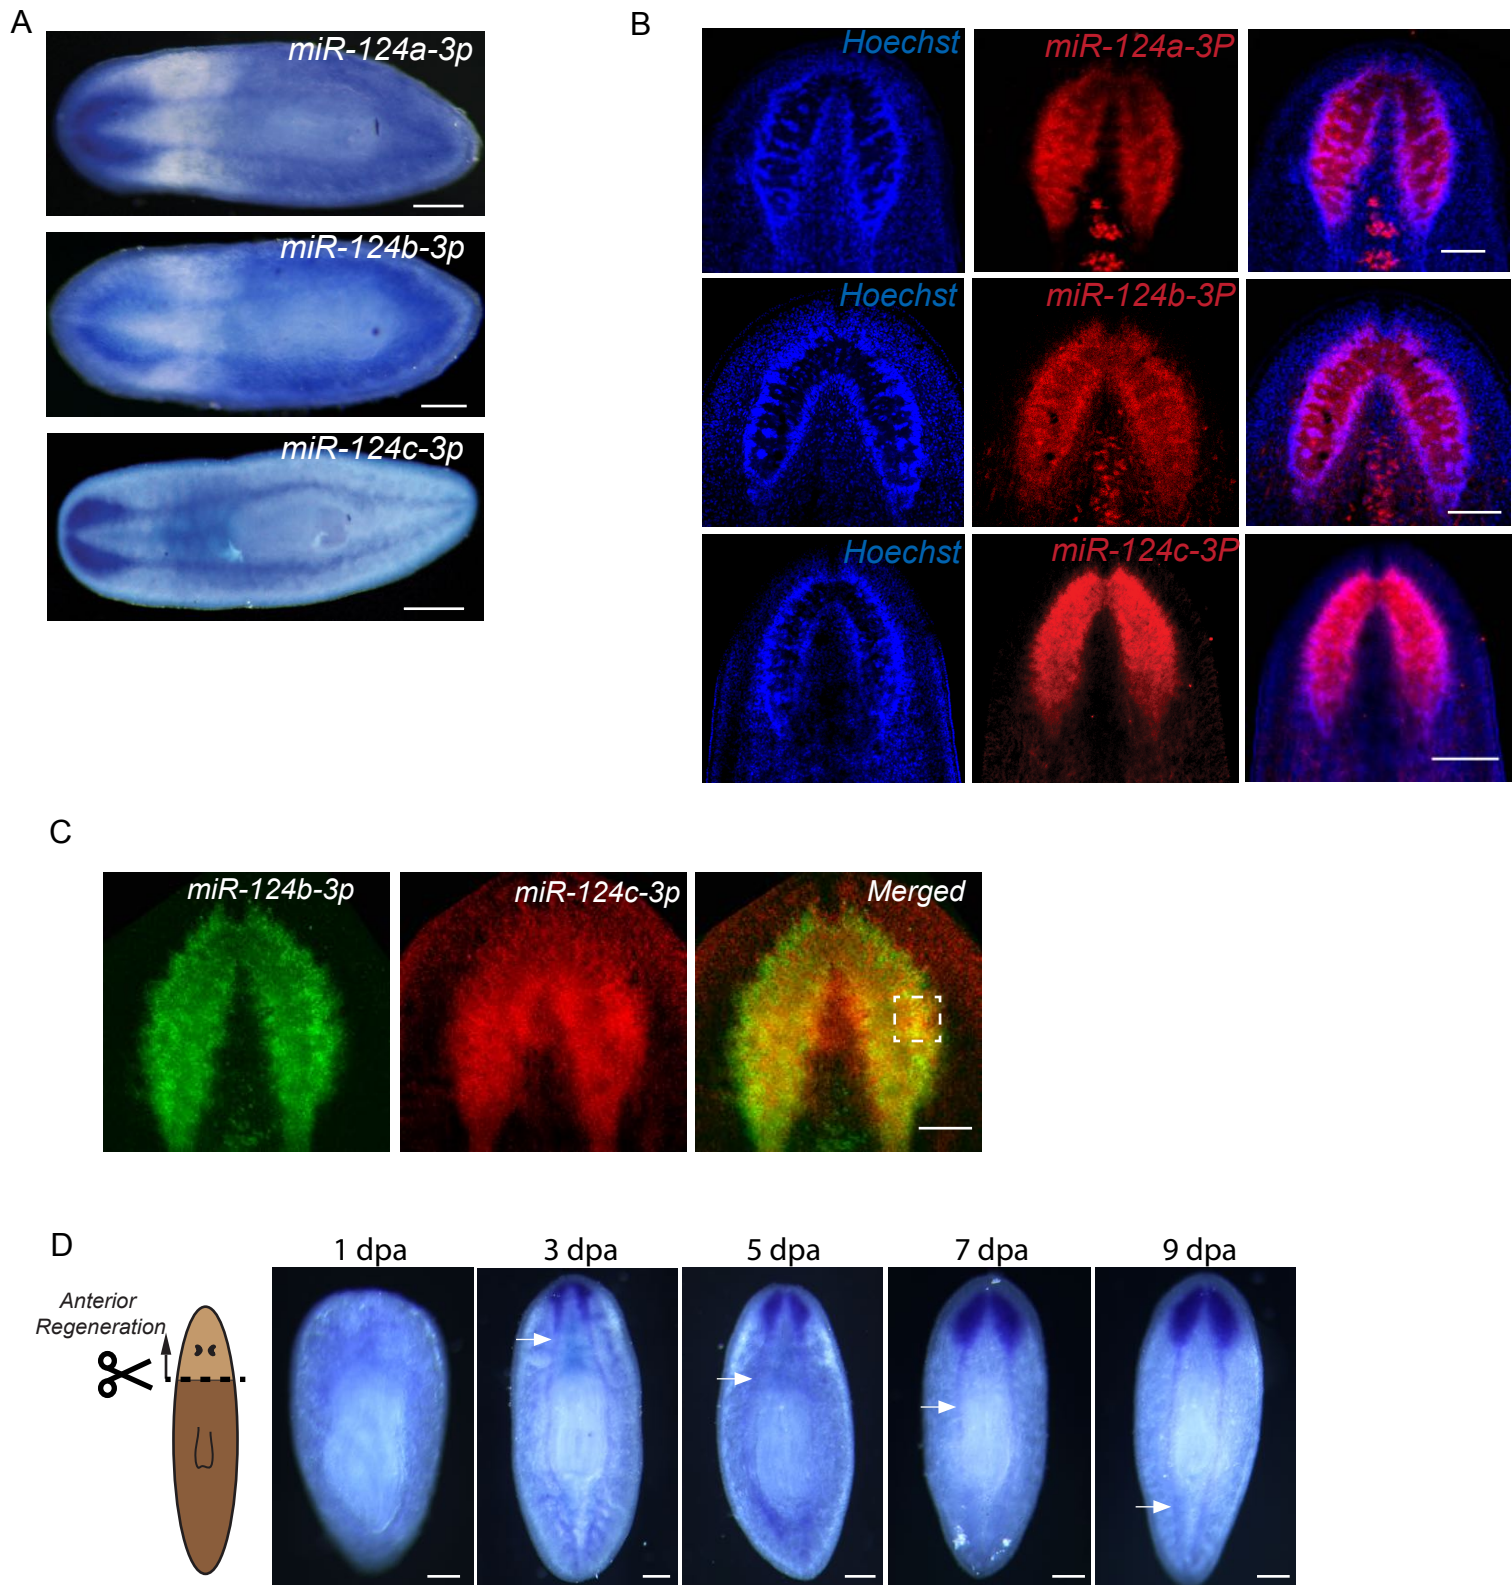 A
miR-124a-3p
miR-124b-3p
miR-124c-3p
B
Hoechst
miR-124a-3P
Hoechst
miR-124b-3P
Hoechst
miR-124c-3P
C
miR-124b-3p
miR-124c-3p
Merged
D
Anterior
Regeneration
1 dpa
3 dpa
5 dpa
7 dpa
9 dpa